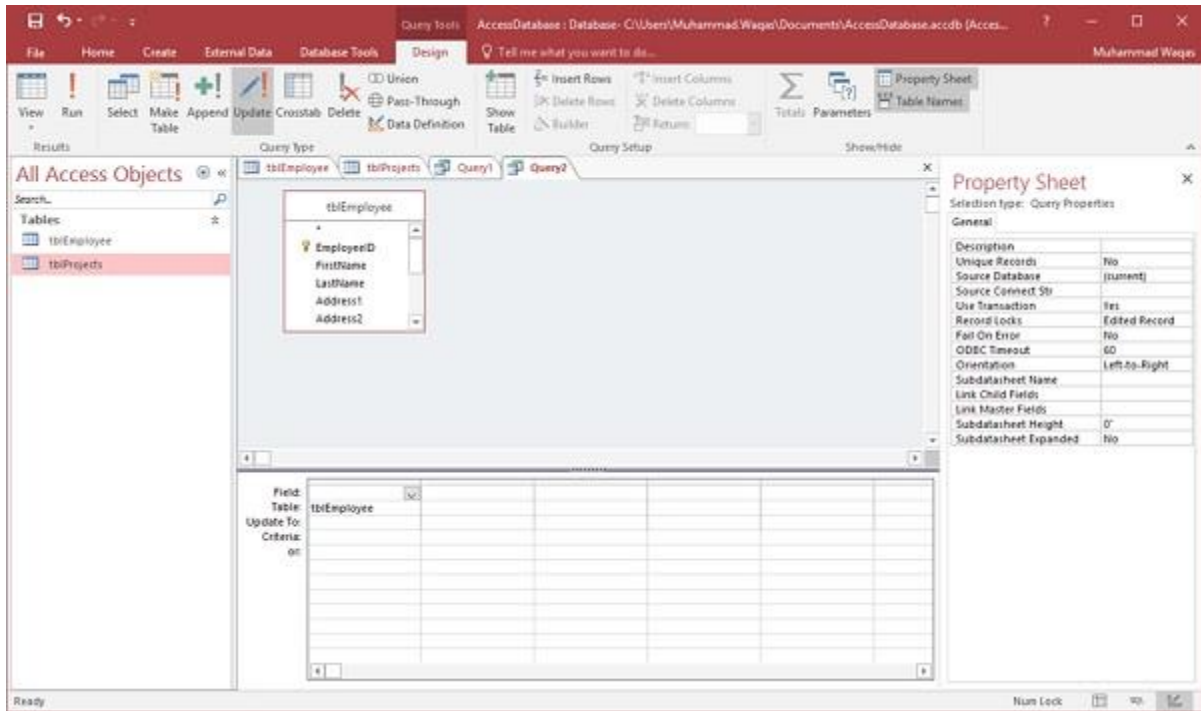 Query Tools AccessDatabase : Database- C:\Users\Muhammad.Waqas\Documents\AccessDatabase.accdb (Acces... ?
File Home Create External Data Database Tools Design Tell me what you want to do... Muhammad Waqas
View Run Select Make Table Append Update Crosstab Delete
Union
Pass-Through
Data Definition
Show Table
Insert Rows
Delete Rows
Builder
Insert Columns
Delete Columns
Return:
Totals Parameters
Property Sheet
Table Names
Results Query Type Query Setup Show/Hide
All Access Objects
Search...
Tables
tblEmployee
tblProjects
tblEmployee tblProjects Query1 Query2
tblEmployee
*
EmployeeID
FirstName
LastName
Address1
Address2
Field:
Table: tblEmployee
Update To:
Criteria:
or:
Property Sheet
Selection type: Query Properties
General
Description
Unique Records No
Source Database (current)
Source Connect Str
Use Transaction Yes
Record Locks Edited Record
Fail On Error No
ODBC Timeout 60
Orientation Left-to-Right
Subdatasheet Name
Link Child Fields
Link Master Fields
Subdatasheet Height 0"
Subdatasheet Expanded No
Ready Num Lock SQL